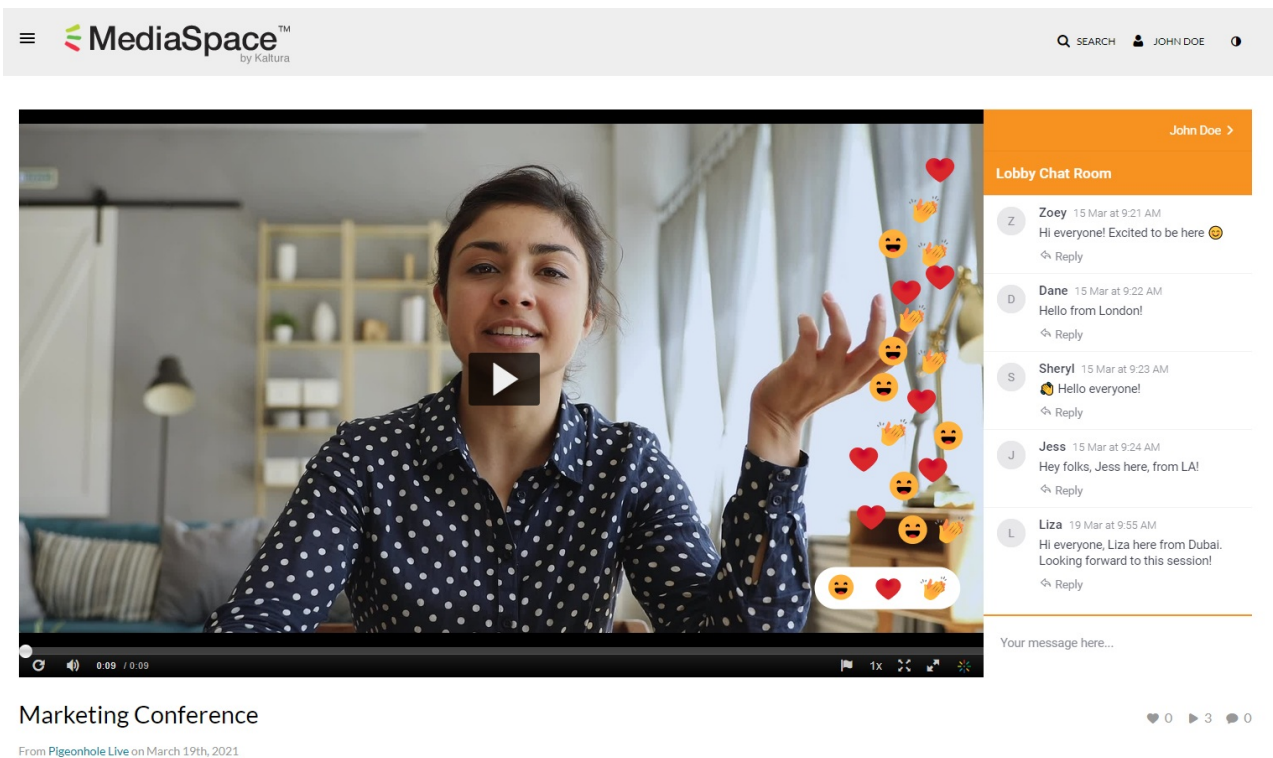 MediaSpace™
by Kaltura
SEARCH
JOHN DOE
John Doe
Lobby Chat Room
Z
Zoey 15 Mar at 9:21 AM
Hi everyone! Excited to be here 😊
Reply
D
Dane 15 Mar at 9:22 AM
Hello from London!
Reply
S
Sheryl 15 Mar at 9:23 AM
👋 Hello everyone!
Reply
J
Jess 15 Mar at 9:24 AM
Hey folks, Jess here, from LA!
Reply
L
Liza 19 Mar at 9:55 AM
Hi everyone, Liza here from Dubai.
Looking forward to this session!
Reply
Your message here...
0:09 / 0:09
1x
Marketing Conference
0 3 0
From Pigeonhole Live on March 19th, 2021